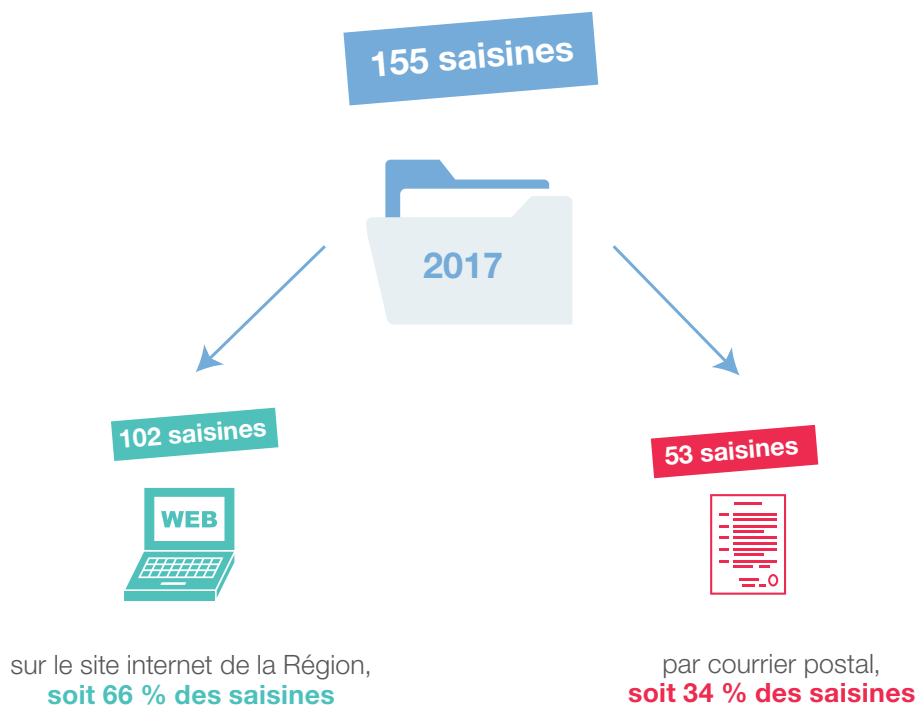 155 saisines
2017
102 saisines
WEB
sur le site internet de la Région,
soit 66 % des saisines
53 saisines
par courrier postal,
soit 34 % des saisines